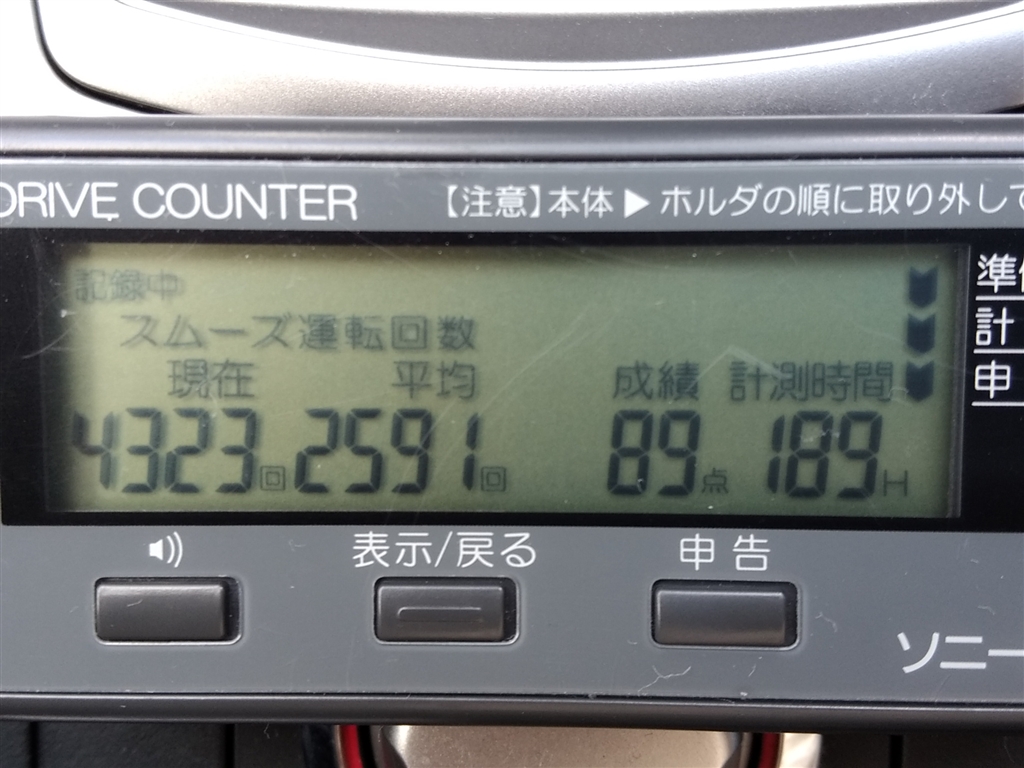 DRIVE COUNTER 【注意】本体▶ホルダの順に取り外して
記録中
スムーズ運転回数
現在 平均 成績 計測時間
4323回 2591回 89点 189H
準
計
申
表示/戻る 申告
ソニー